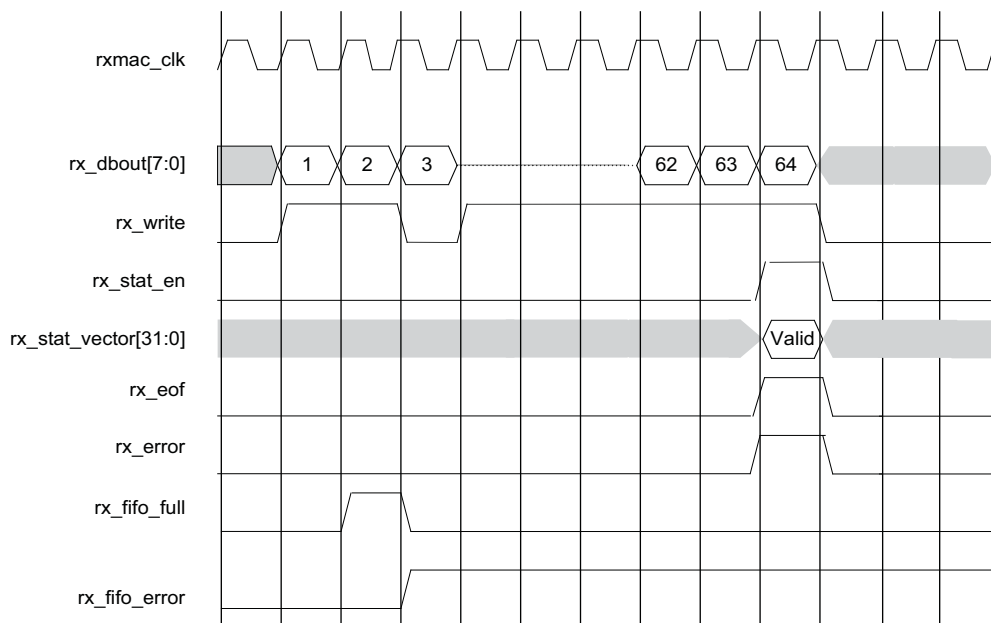 rxmac_clk
rx_dbout[7:0] 1 2 3 62 63 64
rx_write
rx_stat_en
rx_stat_vector[31:0] Valid
rx_eof
rx_error
rx_fifo_full
rx_fifo_error